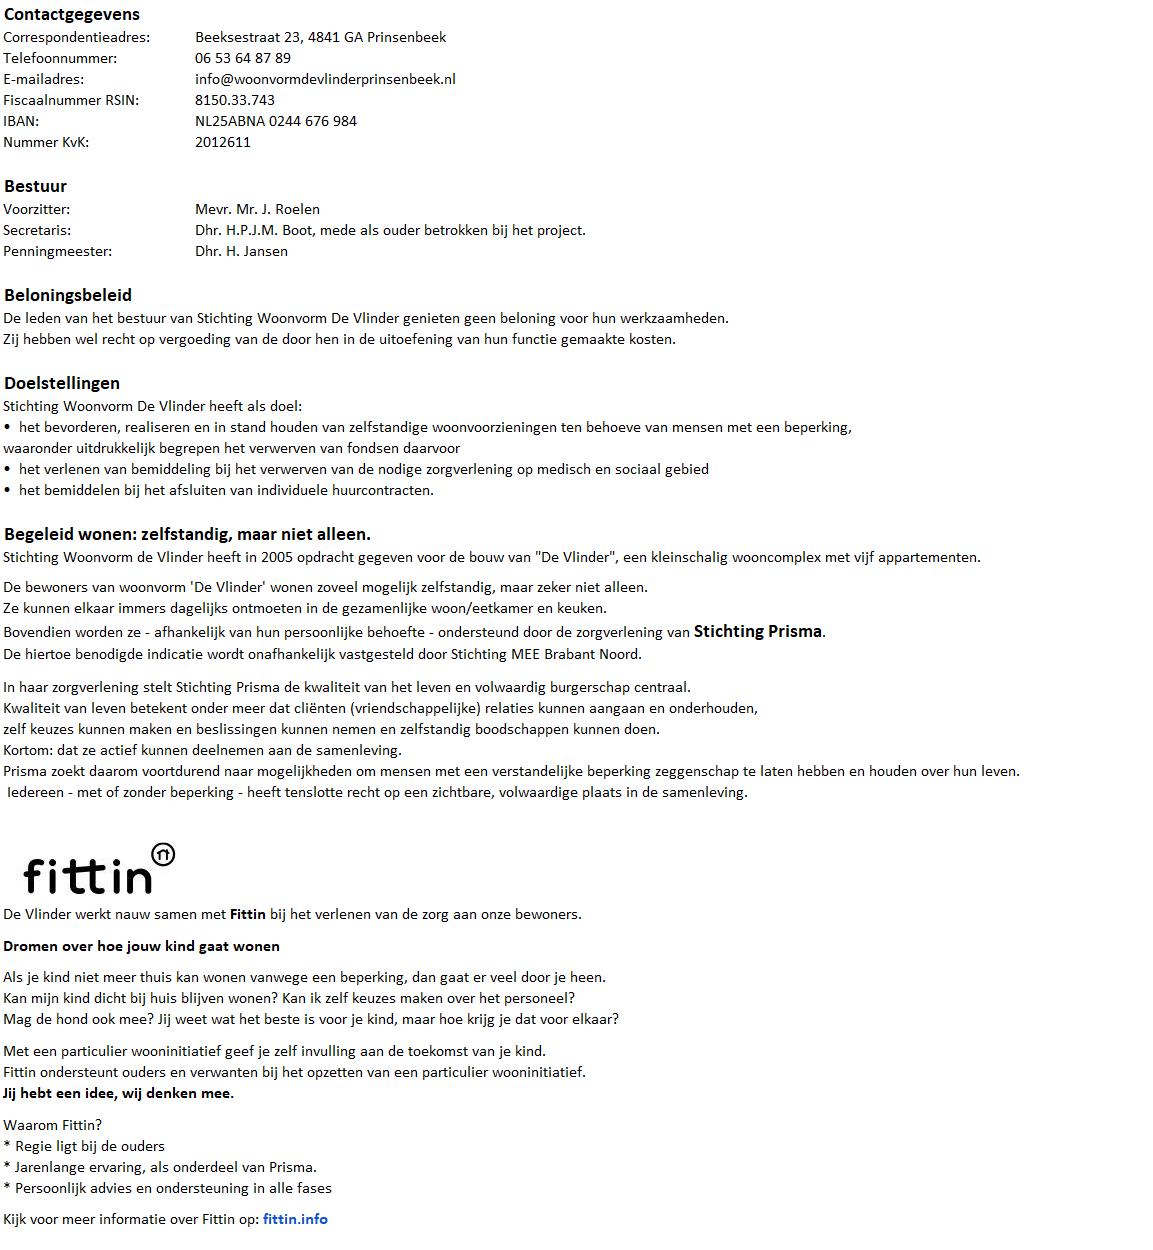 Contactgegevens
Correspondentieadres: Beeksestraat 23, 4841 GA Prinsenbeek
Telefoonnummer: 06 53 64 87 89
E-mailadres: info@woonvormdevlinderprinsenbeek.nl
Fiscaalnummer RSIN: 8150.33.743
IBAN: NL25ABNA 0244 676 984
Nummer KvK: 2012611
Bestuur
Voorzitter: Mevr. Mr. J. Roelen
Secretaris: Dhr. H.P.J.M. Boot, mede als ouder betrokken bij het project.
Penningmeester: Dhr. H. Jansen
Beloningsbeleid
De leden van het bestuur van Stichting Woonvorm De Vlinder genieten geen beloning voor hun werkzaamheden.
Zij hebben wel recht op vergoeding van de door hen in de uitoefening van hun functie gemaakte kosten.
Doelstellingen
Stichting Woonvorm De Vlinder heeft als doel:
• het bevorderen, realiseren en in stand houden van zelfstandige woonvoorzieningen ten behoeve van mensen met een beperking,
waaronder uitdrukkelijk begrepen het verwerven van fondsen daarvoor
• het verlenen van bemiddeling bij het verwerven van de nodige zorgverlening op medisch en sociaal gebied
• het bemiddelen bij het afsluiten van individuele huurcontracten.
Begeleid wonen: zelfstandig, maar niet alleen.
Stichting Woonvorm de Vlinder heeft in 2005 opdracht gegeven voor de bouw van "De Vlinder", een kleinschalig wooncomplex met vijf appartementen.
De bewoners van woonvorm 'De Vlinder' wonen zoveel mogelijk zelfstandig, maar zeker niet alleen.
Ze kunnen elkaar immers dagelijks ontmoeten in de gezamenlijke woon/eetkamer en keuken.
Bovendien worden ze - afhankelijk van hun persoonlijke behoefte - ondersteund door de zorgverlening van Stichting Prisma.
De hiertoe benodigde indicatie wordt onafhankelijk vastgesteld door Stichting MEE Brabant Noord.
In haar zorgverlening stelt Stichting Prisma de kwaliteit van het leven en volwaardig burgerschap centraal.
Kwaliteit van leven betekent onder meer dat cliënten (vriendschappelijke) relaties kunnen aangaan en onderhouden,
zelf keuzes kunnen maken en beslissingen kunnen nemen en zelfstandig boodschappen kunnen doen.
Kortom: dat ze actief kunnen deelnemen aan de samenleving.
Prisma zoekt daarom voortdurend naar mogelijkheden om mensen met een verstandelijke beperking zeggenschap te laten hebben en houden over hun leven.
Iedereen - met of zonder beperking - heeft tenslotte recht op een zichtbare, volwaardige plaats in de samenleving.
fittin
De Vlinder werkt nauw samen met Fittin bij het verlenen van de zorg aan onze bewoners.
Dromen over hoe jouw kind gaat wonen
Als je kind niet meer thuis kan wonen vanwege een beperking, dan gaat er veel door je heen.
Kan mijn kind dicht bij huis blijven wonen? Kan ik zelf keuzes maken over het personeel?
Mag de hond ook mee? Jij weet wat het beste is voor je kind, maar hoe krijg je dat voor elkaar?
Met een particulier wooninitiatief geef je zelf invulling aan de toekomst van je kind.
Fittin ondersteunt ouders en verwanten bij het opzetten van een particulier wooninitiatief.
Jij hebt een idee, wij denken mee.
Waarom Fittin?
* Regie ligt bij de ouders
* Jarenlange ervaring, als onderdeel van Prisma.
* Persoonlijk advies en ondersteuning in alle fases
Kijk voor meer informatie over Fittin op: fittin.info